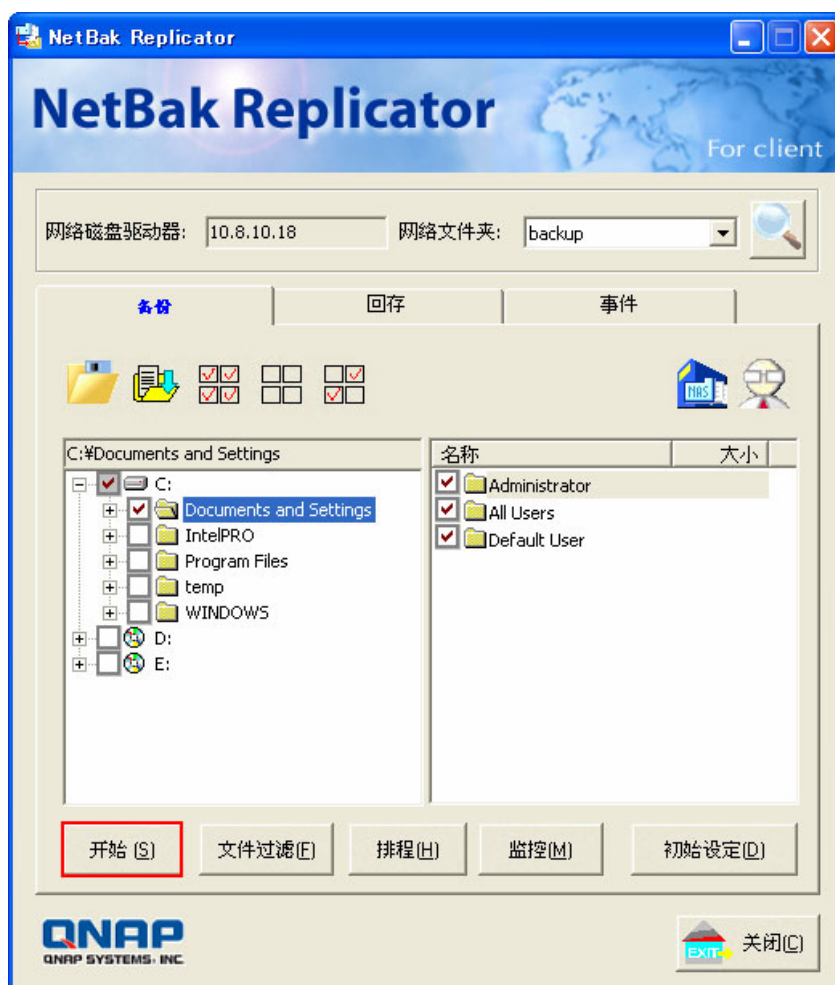 NetBak Replicator
NetBak Replicator
For client
网络磁盘驱动器: 10.8.10.18 网络文件夹: backup
备份 回存 事件
NAS
C:¥Documents and Settings
C:
Documents and Settings
IntelPRO
Program Files
temp
WINDOWS
D:
E:
名称 大小
Administrator
All Users
Default User
开始 (S) 文件过滤(F) 排程(H) 监控(M) 初始设定(D)
QNAP
QNAP SYSTEMS, INC.
EXIT 关闭(C)